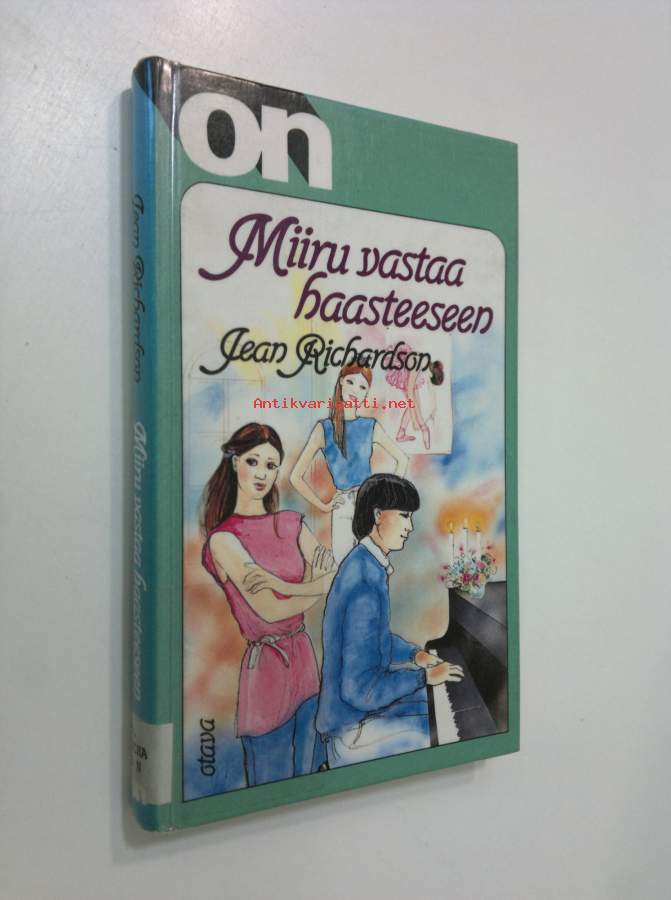 on
Miiru vastaa
haasteeseen
Jean Richardson
Antikvariaatti.net
otava
Jean Richardson Miiru vastaa haasteeseen